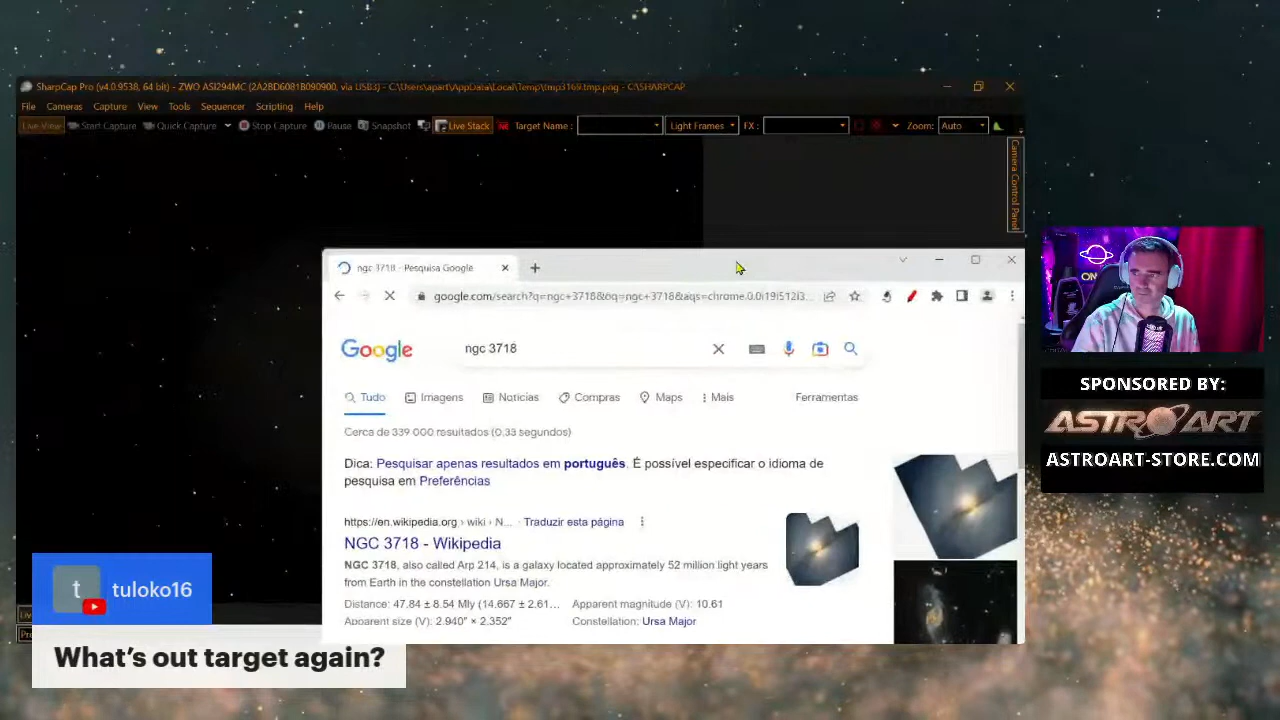 SharpCap Pro (v4.0.9538, 64 bit) - ZWO ASI294MC (2A2BD6081B090900, via USB3) - C:\Users\apart\AppData\Local\Temp\tmp3169.tmp.png - C:\SHARPCAP
File Cameras Capture View Tools Sequencer Scripting Help
Live View Start Capture Quick Capture Stop Capture Pause Snapshot Live Stack Target Name : Light Frames FX : Zoom: Auto
Camera Control Panel
ngc 3718 - Pesquisa Google
google.com/search?q=ngc+3718&oq=ngc+3718&aqs=chrome.0.0i19i512l3...
Google
ngc 3718
Tudo Imagens Notícias Compras Maps Mais Ferramentas
Cerca de 339 000 resultados (0,33 segundos)
Dica: Pesquisar apenas resultados em português. É possível especificar o idioma de
pesquisa em Preferências
https://en.wikipedia.org › wiki › N... · Traduzir esta página
NGC 3718 - Wikipedia
NGC 3718, also called Arp 214, is a galaxy located approximately 52 million light years
from Earth in the constellation Ursa Major.
Distance: 47.84 ± 8.54 Mly (14.667 ± 2.61... Apparent magnitude (V): 10.61
Apparent size (V): 2.940″ × 2.352″ Constellation: Ursa Major
ON
SPONSORED BY:
ASTROART
ASTROART-STORE.COM
t tuloko16
What's out target again?